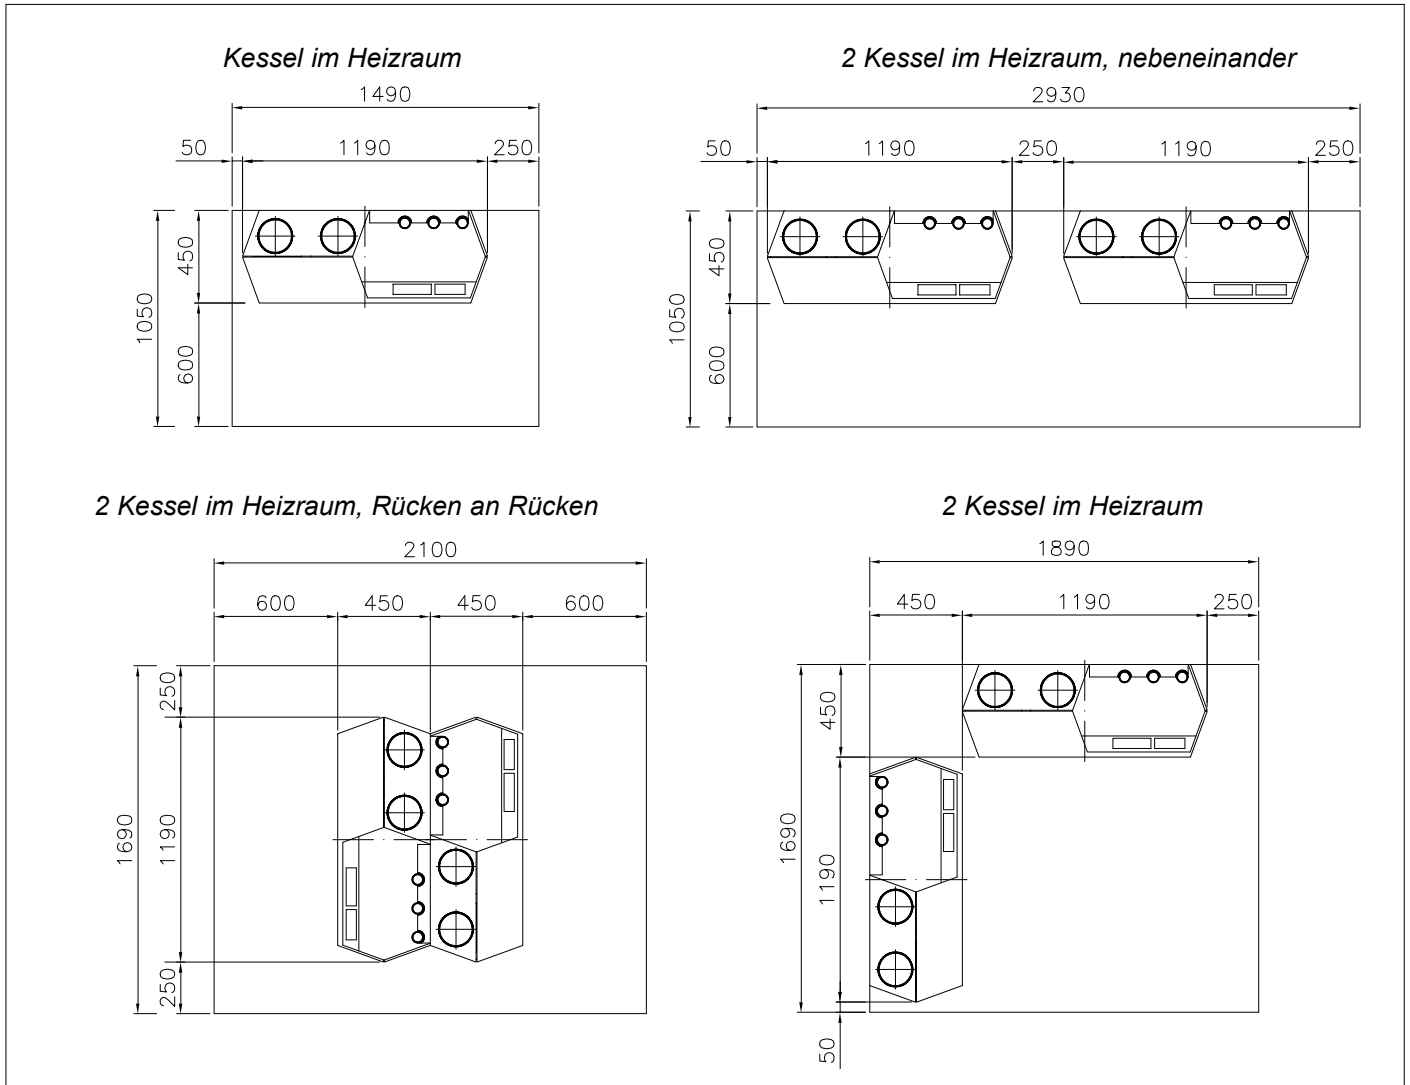 Kessel im Heizraum
1490
50 1190 250
450
1050
600
2 Kessel im Heizraum, nebeneinander
2930
50 1190 250 1190 250
450
1050
600
2 Kessel im Heizraum, Rücken an Rücken
2100
600 450 450 600
250
1690
1190
250
2 Kessel im Heizraum
1890
450 1190 250
450
1690
1190
50